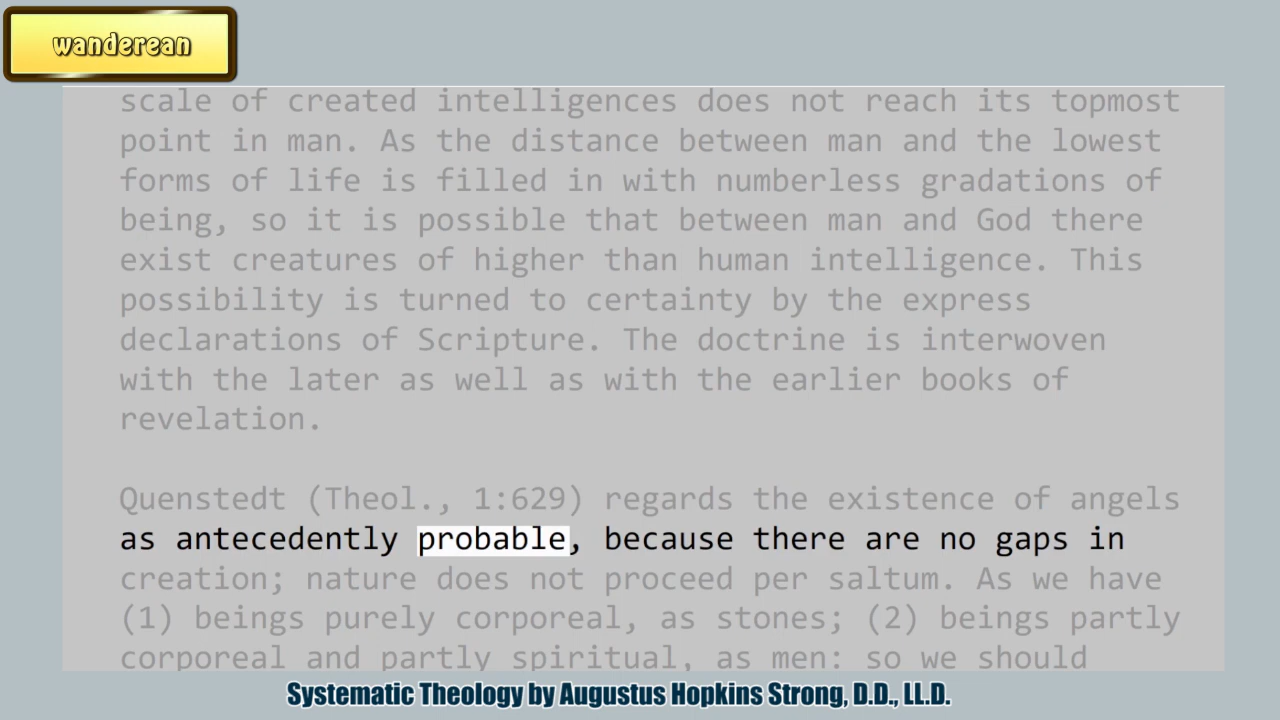 wanderean
scale of created intelligences does not reach its topmost
point in man. As the distance between man and the lowest
forms of life is filled in with numberless gradations of
being, so it is possible that between man and God there
exist creatures of higher than human intelligence. This
possibility is turned to certainty by the express
declarations of Scripture. The doctrine is interwoven
with the later as well as with the earlier books of
revelation.
Quenstedt (Theol., 1:629) regards the existence of angels
as antecedently probable, because there are no gaps in
creation; nature does not proceed per saltum. As we have
(1) beings purely corporeal, as stones; (2) beings partly
corporeal and partly spiritual, as men: so we should
Systematic Theology by Augustus Hopkins Strong, D.D., LL.D.